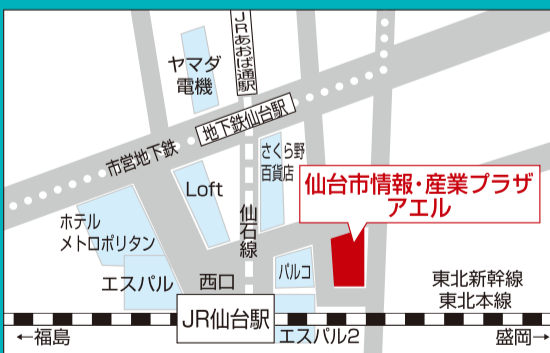 JRあおば通駅
ヤマダ
電機
地下鉄仙台駅
市営地下鉄
さくら野
百貨店
Loft
仙台市情報・産業プラザ
アエル
仙石線
ホテル
メトロポリタン
エスパル
西口
パルコ
東北新幹線
東北本線
JR仙台駅
エスパル2
←福島
盛岡→